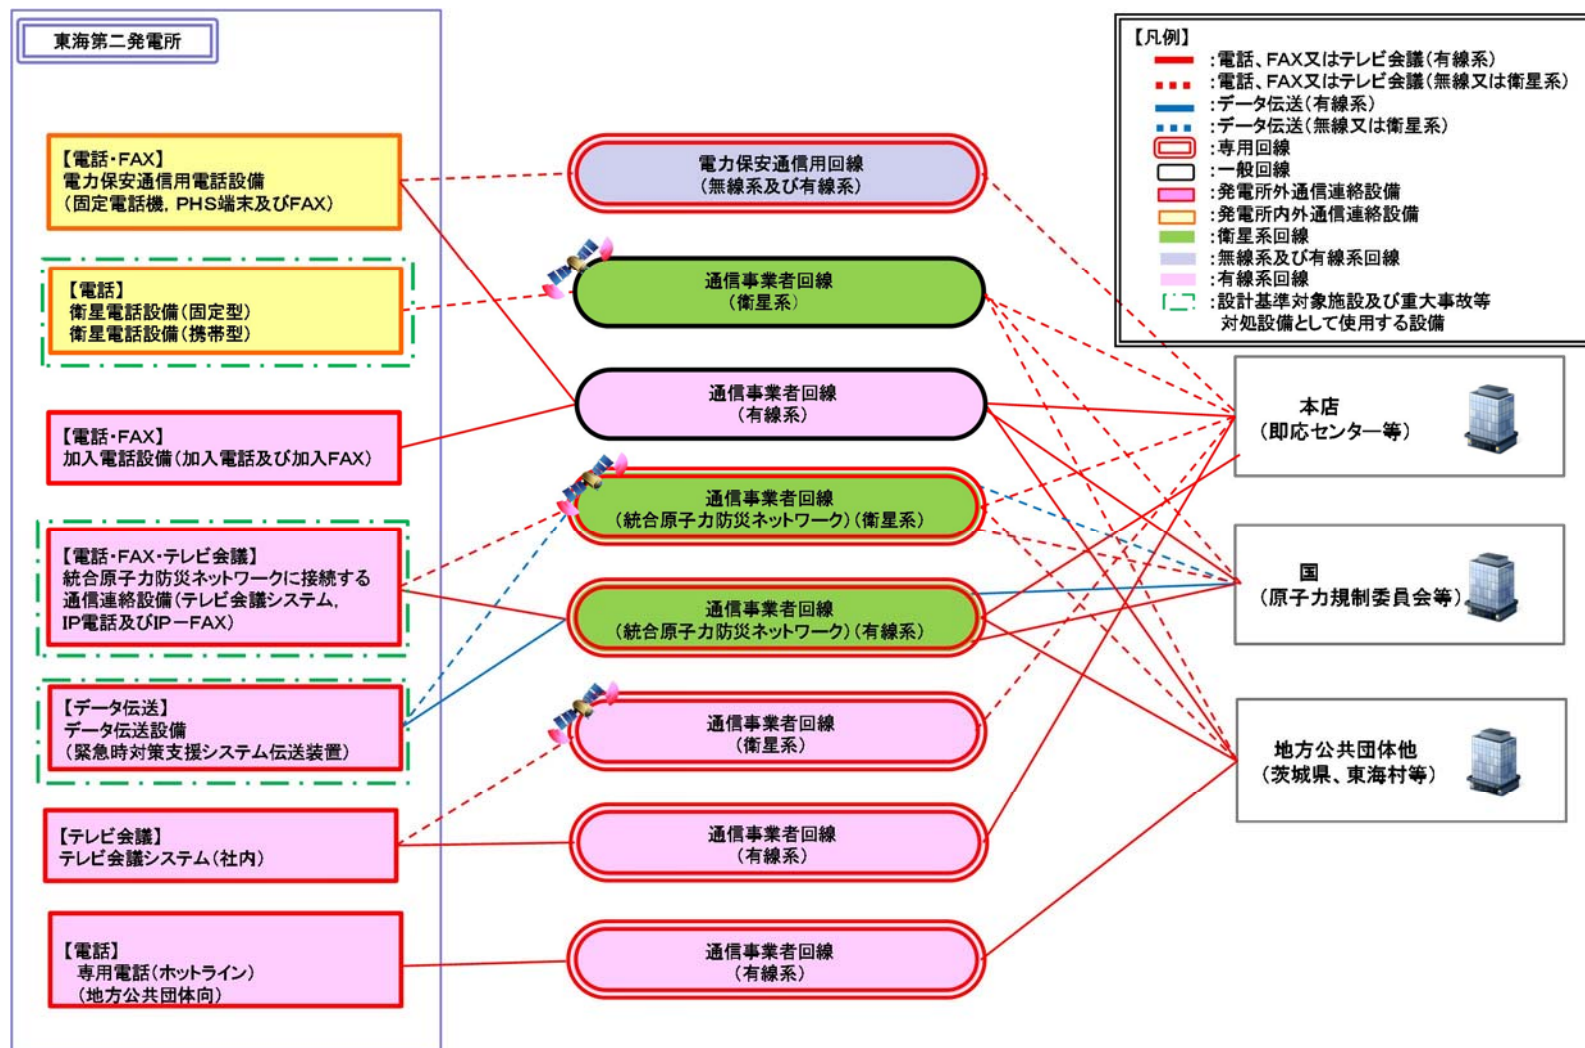 東海第二発電所
【電話・FAX】
電力保安通信用電話設備
(固定電話機, PHS端末及びFAX)
【電話】
衛星電話設備(固定型)
衛星電話設備(携帯型)
【電話・FAX】
加入電話設備(加入電話及び加入FAX)
【電話・FAX・テレビ会議】
統合原子力防災ネットワークに接続する
通信連絡設備(テレビ会議システム,
IP電話及びIP-FAX)
【データ伝送】
データ伝送設備
(緊急時対策支援システム伝送装置)
【テレビ会議】
テレビ会議システム(社内)
【電話】
専用電話(ホットライン)
(地方公共団体向)
電力保安通信用回線
(無線系及び有線系)
通信事業者回線
(衛星系)
通信事業者回線
(有線系)
通信事業者回線
(統合原子力防災ネットワーク)(衛星系)
通信事業者回線
(統合原子力防災ネットワーク)(有線系)
通信事業者回線
(衛星系)
通信事業者回線
(有線系)
通信事業者回線
(有線系)
【凡例】
:電話、FAX又はテレビ会議(有線系)
:電話、FAX又はテレビ会議(無線又は衛星系)
:データ伝送(有線系)
:データ伝送(無線又は衛星系)
:専用回線
:一般回線
:発電所外通信連絡設備
:発電所内外通信連絡設備
:衛星系回線
:無線系及び有線系回線
:有線系回線
:設計基準対象施設及び重大事故等
対処設備として使用する設備
本店
(即応センター等)
国
(原子力規制委員会等)
地方公共団体他
(茨城県、東海村等)